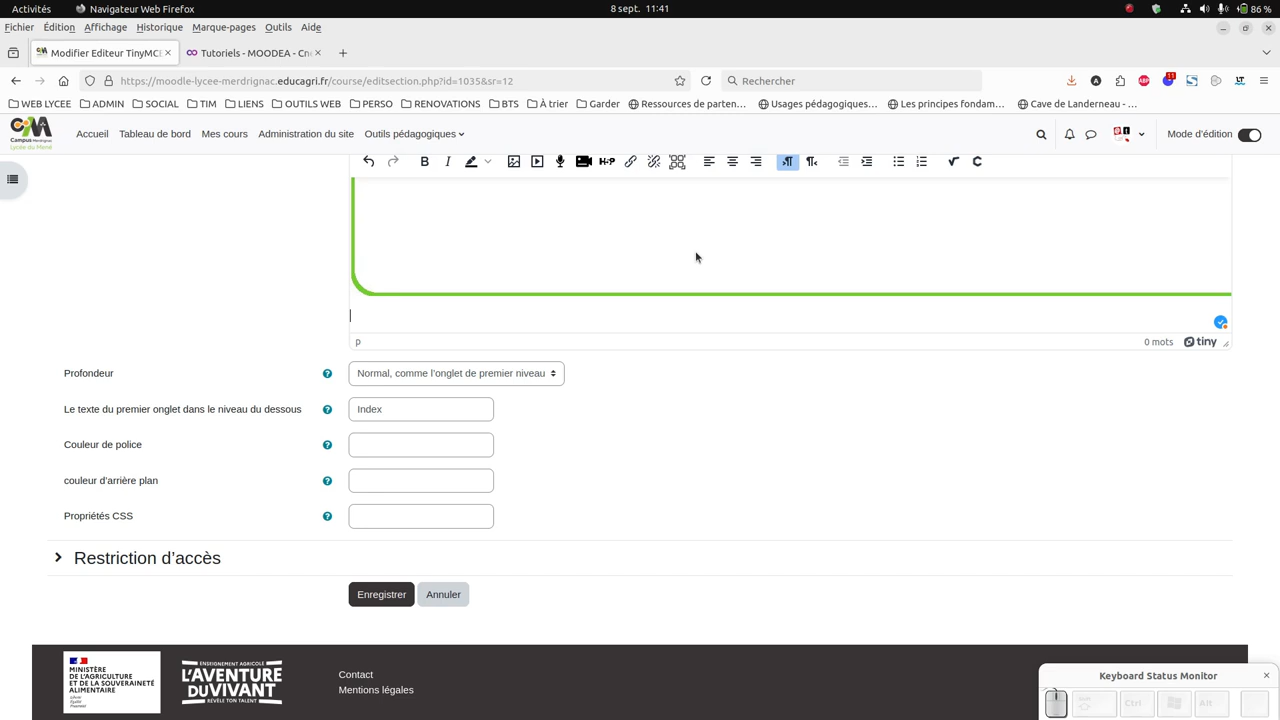 Activités Navigateur Web Firefox 8 sept. 11:41 86 %
Fichier Édition Affichage Historique Marque-pages Outils Aide
Modifier Editeur TinyMCE Tutoriels - MOODEA - Cn
https://moodle-lycee-merdrignac.educagri.fr/course/editsection.php?id=1035&sr=12 Rechercher 11
WEB LYCEE ADMIN SOCIAL TIM LIENS OUTILS WEB PERSO RENOVATIONS BTS À trier Garder Ressources de parten… Usages pédagogiques… Les principes fondam… Cave de Landerneau - …
Campus Merdrignac
Lycée du Mené
Accueil Tableau de bord Mes cours Administration du site Outils pédagogiques Mode d'édition
B I H-P C
p 0 mots tiny
Profondeur Normal, comme l'onglet de premier niveau
Le texte du premier onglet dans le niveau du dessous Index
Couleur de police
couleur d'arrière plan
Propriétés CSS
Restriction d'accès
Enregistrer Annuler
MINISTÈRE
DE L'AGRICULTURE
ET DE LA SOUVERAINETÉ
ALIMENTAIRE
ENSEIGNEMENT AGRICOLE
L'AVENTURE
DU VIVANT
RÉVÈLE TON TALENT
Contact
Mentions légales
Keyboard Status Monitor
Ctrl Alt